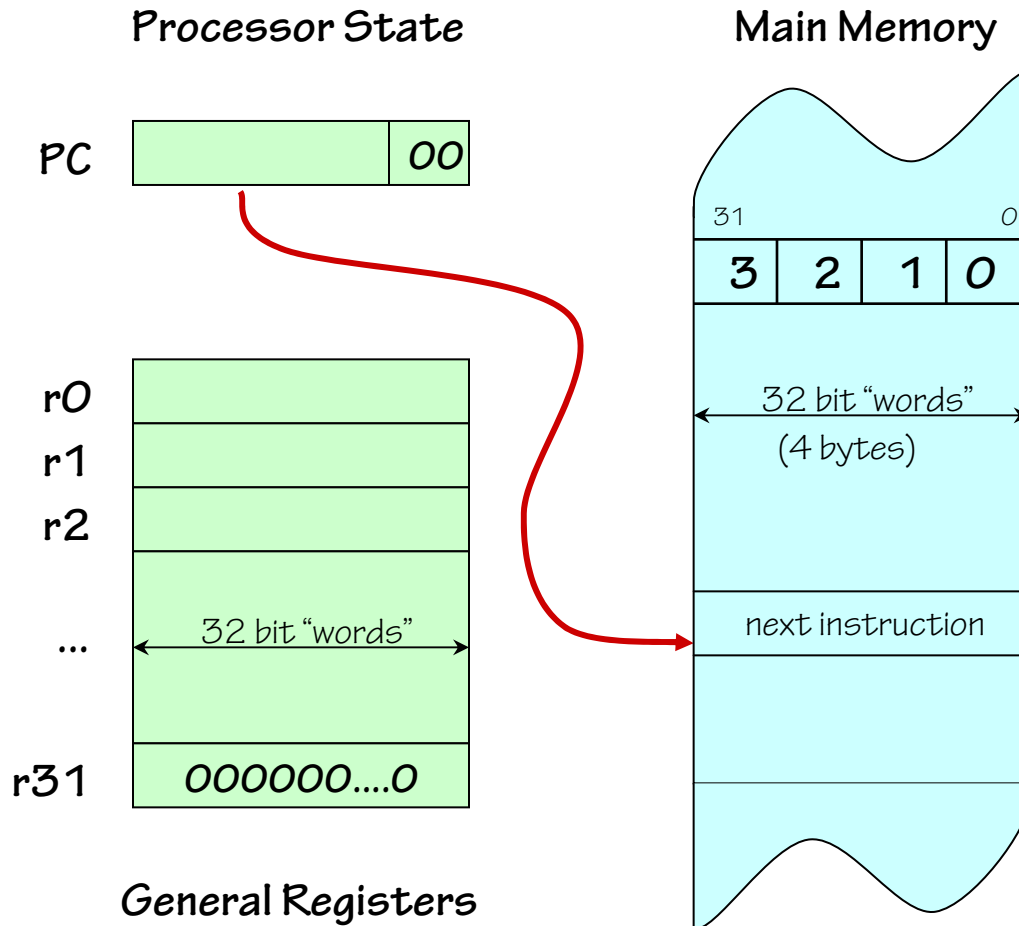 Processor State
Main Memory
PC
00
31
0
3 2 1 0
r0
r1
r2
...
r31
32 bit “words”
000000....0
32 bit “words”
(4 bytes)
next instruction
General Registers